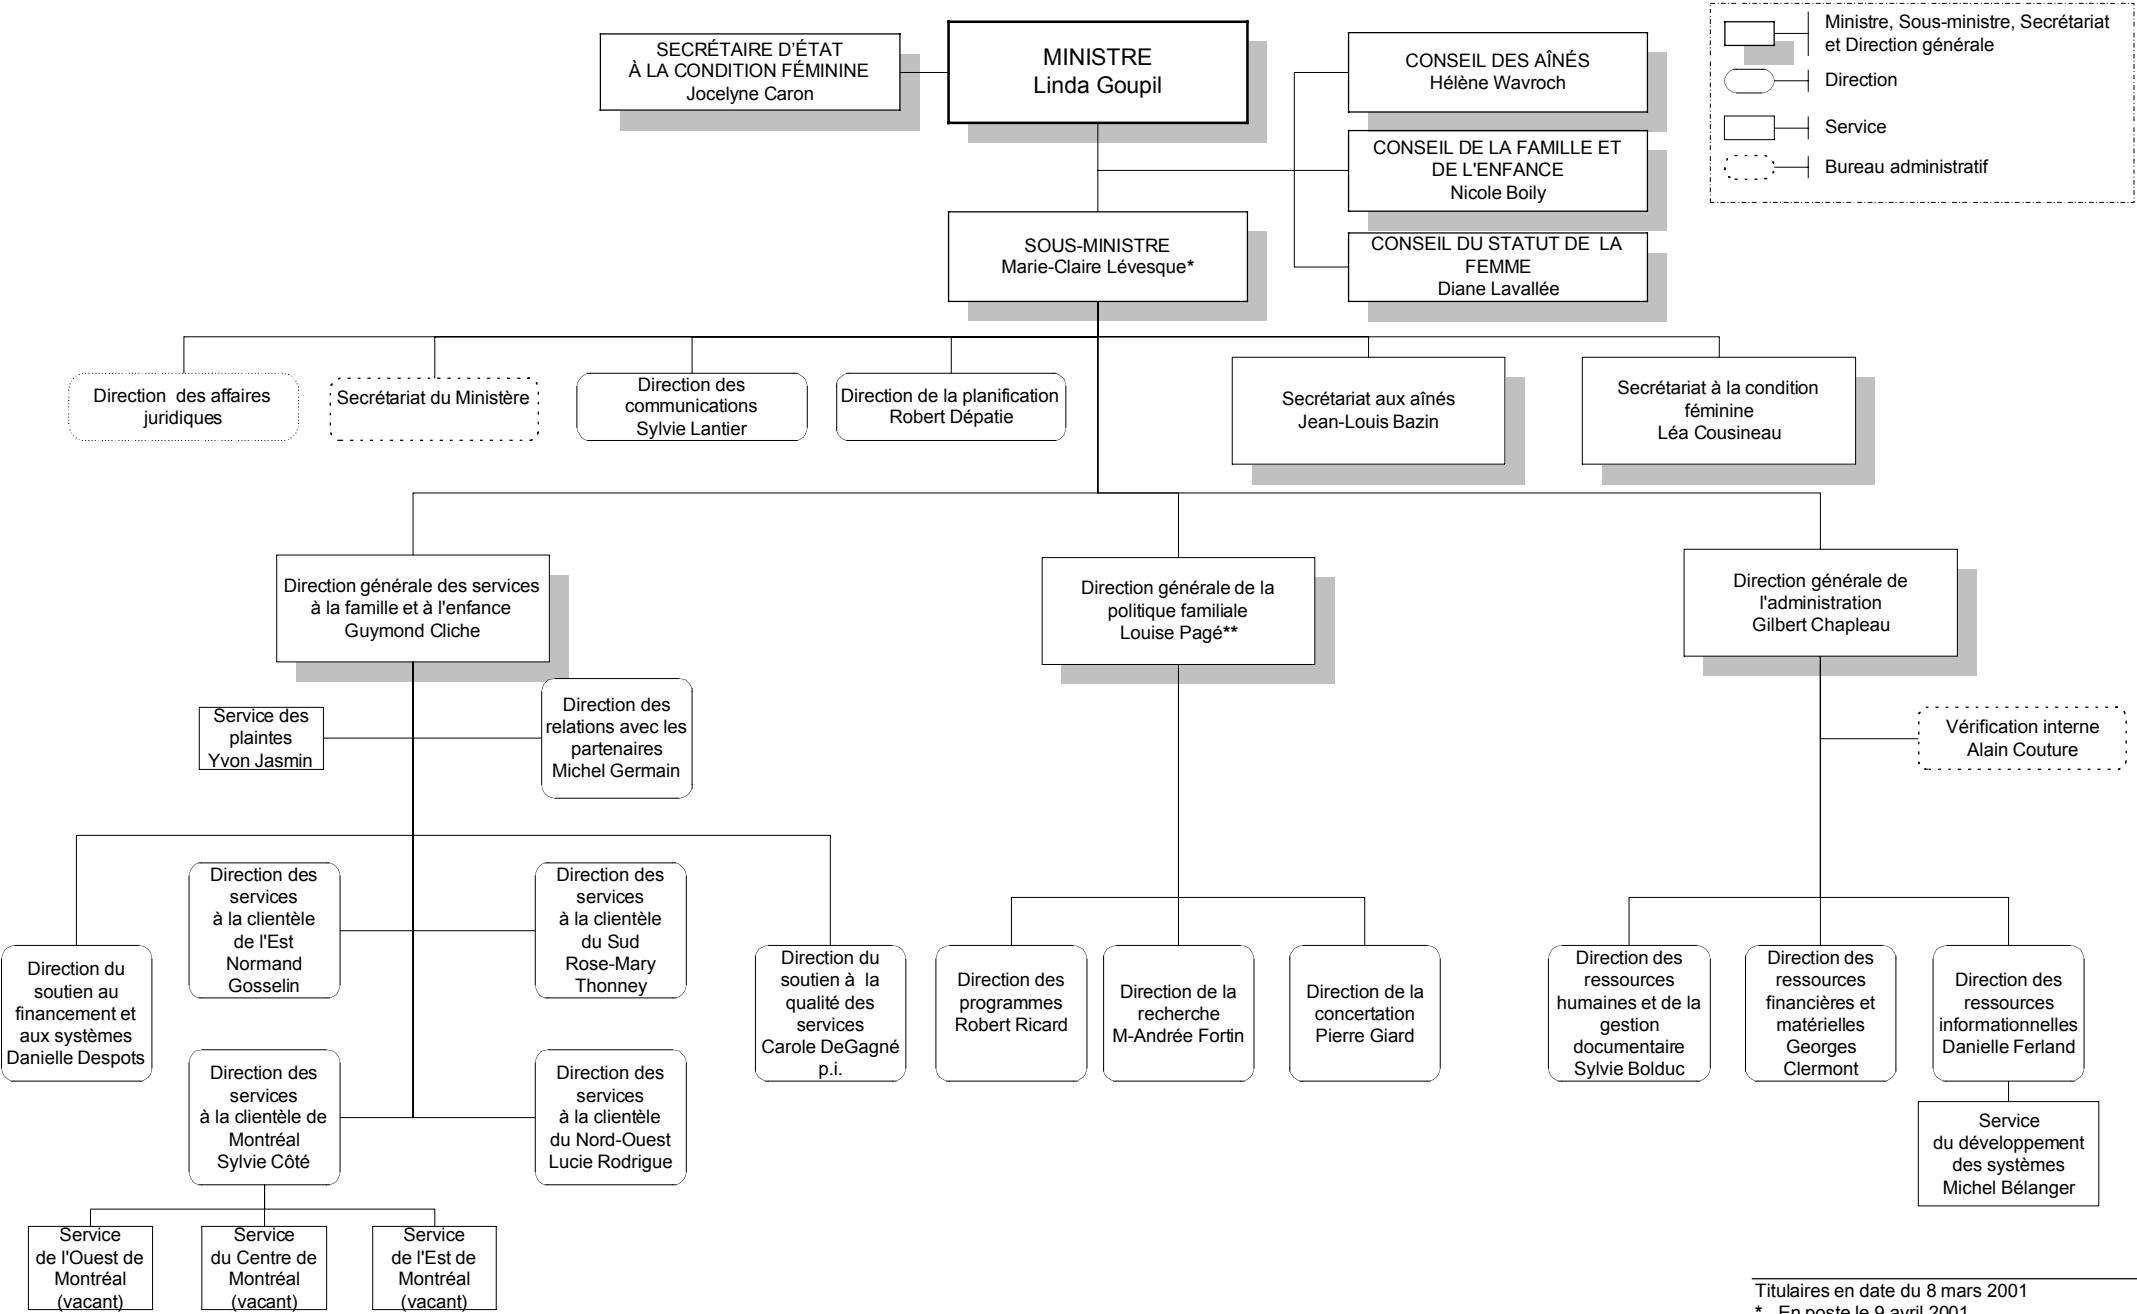 SECRÉTAIRE D'ÉTAT
À LA CONDITION FÉMININE
Jocelyne Caron
MINISTRE
Linda Goupil
CONSEIL DES AÎNÉS
Hélène Wavroch
CONSEIL DE LA FAMILLE ET
DE L'ENFANCE
Nicole Boily
CONSEIL DU STATUT DE LA
FEMME
Diane Lavallée
Ministre, Sous-ministre, Secrétariat
et Direction générale
Direction
Service
Bureau administratif
SOUS-MINISTRE
Marie-Claire Lévesque*
Direction des affaires
juridiques
Secrétariat du Ministère
Direction des
communications
Sylvie Lantier
Direction de la planification
Robert Dépatie
Secrétariat aux aînés
Jean-Louis Bazin
Secrétariat à la condition
féminine
Léa Cousineau
Direction générale des services
à la famille et à l'enfance
Guymond Cliche
Direction générale de la
politique familiale
Louise Pagé**
Direction générale de
l'administration
Gilbert Chapleau
Service des
plaintes
Yvon Jasmin
Direction des
relations avec les
partenaires
Michel Germain
Vérification interne
Alain Couture
Direction du
soutien au
financement et
aux systèmes
Danielle Despots
Direction des
services
à la clientèle
de l'Est
Normand
Gosselin
Direction des
services
à la clientèle
du Sud
Rose-Mary
Thonney
Direction du
soutien à la
qualité des
services
Carole DeGagné
p.i.
Direction des
services
à la clientèle de
Montréal
Sylvie Côté
Direction des
services
à la clientèle
du Nord-Ouest
Lucie Rodrigue
Service
de l'Ouest de
Montréal
(vacant)
Service
du Centre de
Montréal
(vacant)
Service
de l'Est de
Montréal
(vacant)
Direction des
programmes
Robert Ricard
Direction de la
recherche
M-Andrée Fortin
Direction de la
concertation
Pierre Giard
Direction des
ressources
humaines et de la
gestion
documentaire
Sylvie Bolduc
Direction des
ressources
financières et
matérielles
Georges
Clermont
Direction des
ressources
informationnelles
Danielle Ferland
Service
du développement
des systèmes
Michel Bélanger
Titulaires en date du 8 mars 2001
* En poste le 9 avril 2001